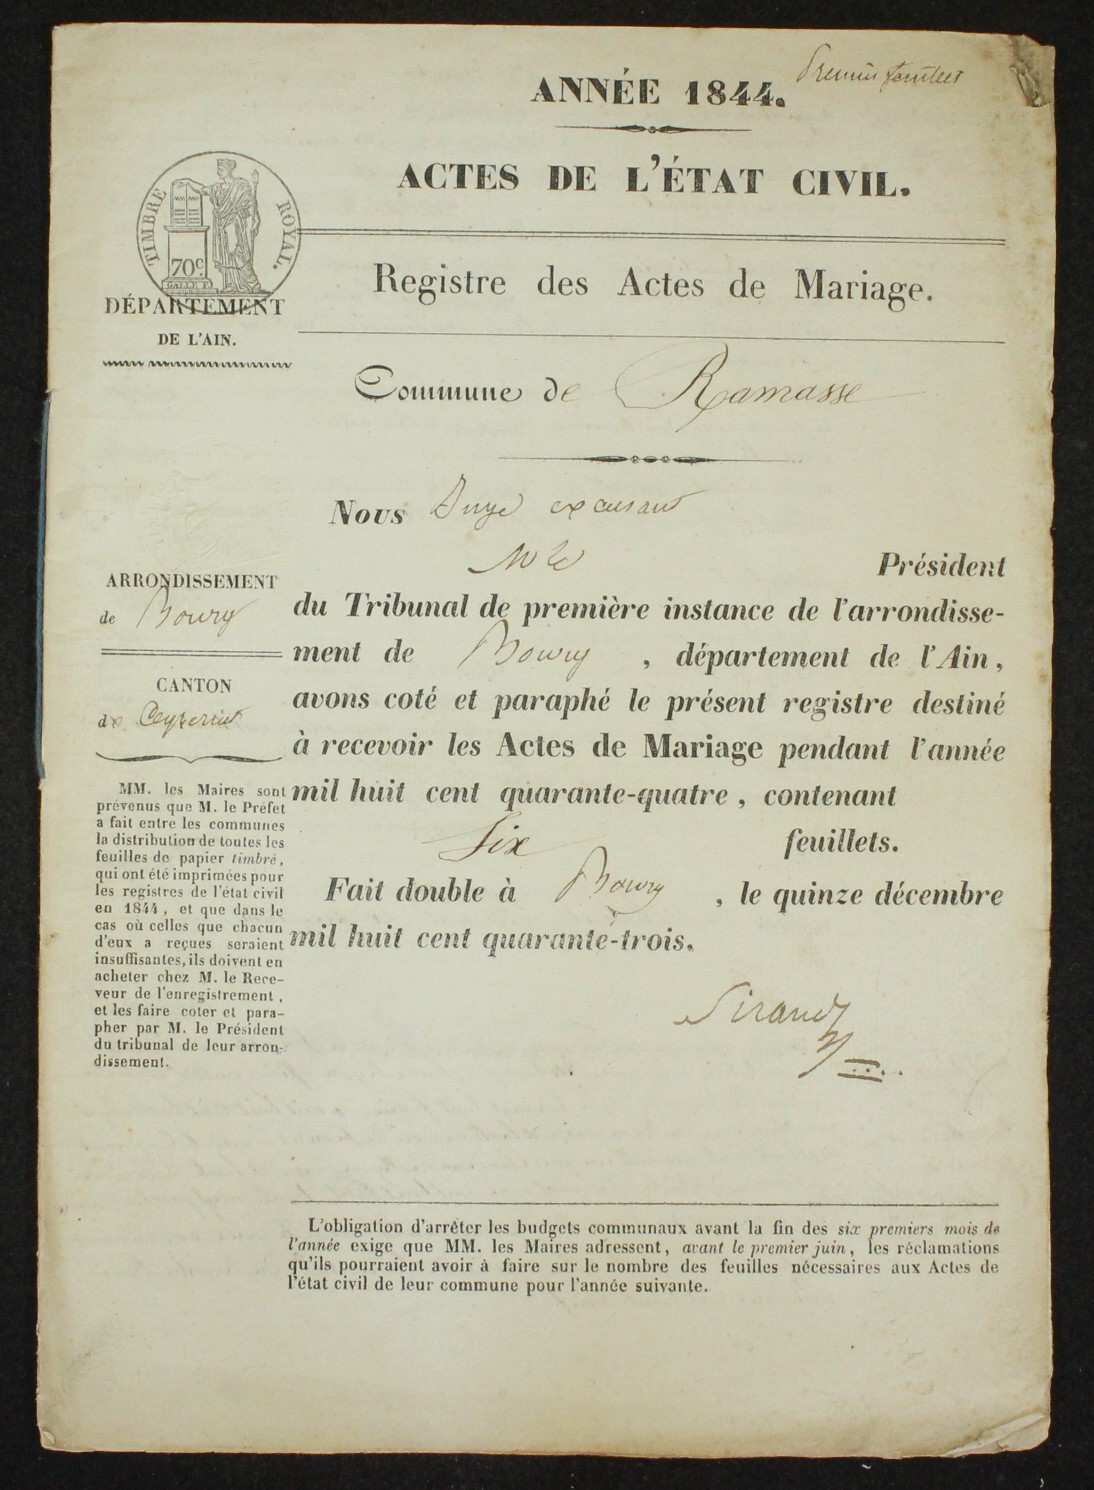 Premier feuillet
ANNÉE 1844.
ACTES DE L'ÉTAT CIVIL.
TIMBRE ROYAL.
70c
DÉPARTEMENT
DE L'AIN.
Registre des Actes de Mariage.
Commune de Ramasse
Nous Juge excusant
Mr le Président
du Tribunal de première instance de l'arrondisse-
ment de Bourg, département de l'Ain,
avons coté et paraphé le présent registre destiné
à recevoir les Actes de Mariage pendant l'année
mil huit cent quarante-quatre, contenant
Six feuillets.
Fait double à Bourg, le quinze décembre
mil huit cent quarante-trois.
Sirand
ARRONDISSEMENT
de Bourg
CANTON
de Ceyzeriat
MM. les Maires sont
prévenus que M. le Préfet
a fait entre les communes
la distribution de toutes les
feuilles de papier timbré,
qui ont été imprimées pour
les registres de l'état civil
en 1844, et que dans le
cas où celles que chacun
d'eux a reçues seraient
insuffisantes, ils doivent en
acheter chez M. le Rece-
veur de l'enregistrement,
et les faire coter et para-
pher par M. le Président
du tribunal de leur arron-
dissement.
L'obligation d'arrêter les budgets communaux avant la fin des six premiers mois de
l'année exige que MM. les Maires adressent, avant le premier juin, les réclamations
qu'ils pourraient avoir à faire sur le nombre des feuilles nécessaires aux Actes de
l'état civil de leur commune pour l'année suivante.